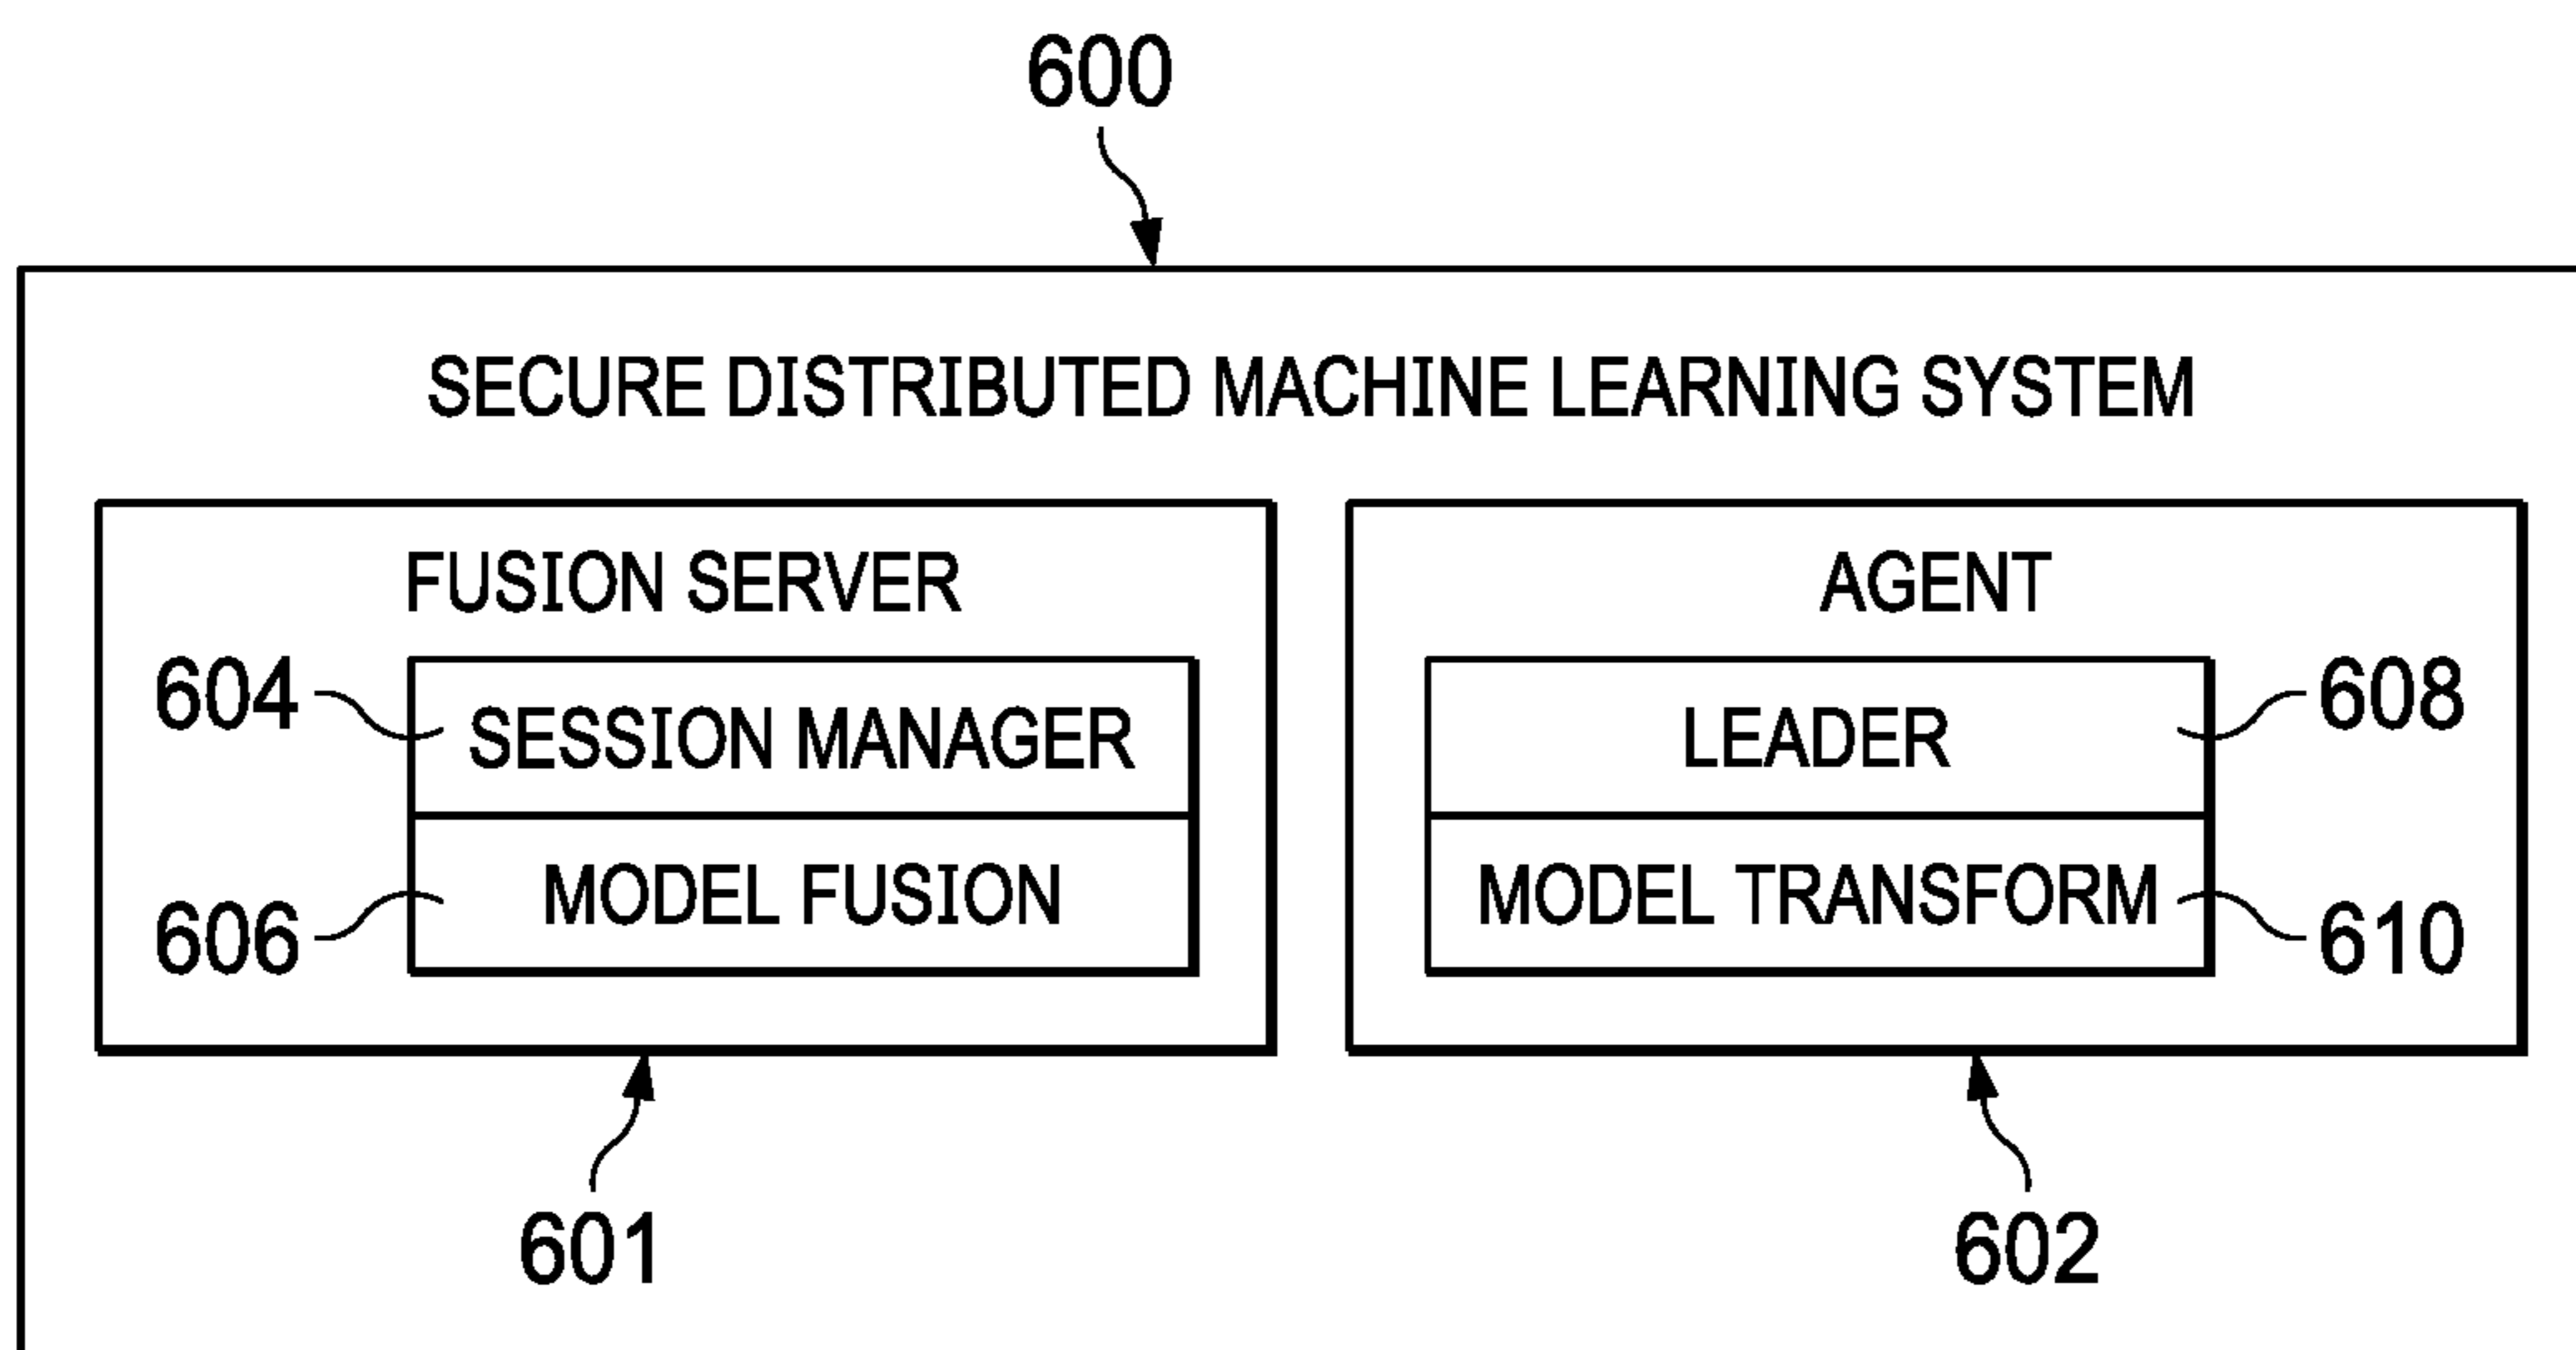 600
SECURE DISTRIBUTED MACHINE LEARNING SYSTEM
FUSION SERVER
604
SESSION MANAGER
606
MODEL FUSION
601
AGENT
LEADER
608
MODEL TRANSFORM
610
602